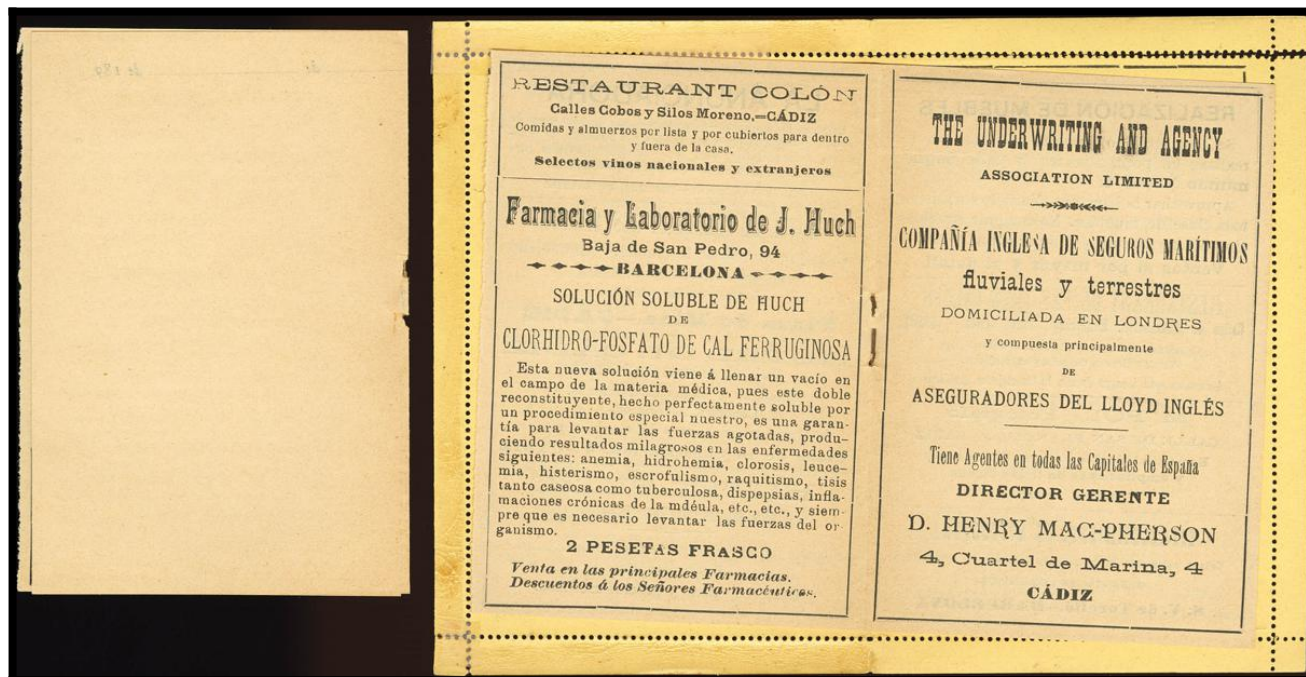 RESTAURANT COLÓN
Calles Cobos y Silos Moreno.=CÁDIZ
Comidas y almuerzos por lista y por cubiertos para dentro
y fuera de la casa.
Selectos vinos nacionales y extranjeros
Farmacia y Laboratorio de J. Huch
Baja de San Pedro, 94
BARCELONA
SOLUCIÓN SOLUBLE DE HUCH
DE
CLORHIDRO-FOSFATO DE CAL FERRUGINOSA
Esta nueva solución viene á llenar un vacío en
el campo de la materia médica, pues este doble
reconstituyente, hecho perfectamente soluble por
un procedimiento especial nuestro, es una garan-
tía para levantar las fuerzas agotadas, produ-
ciendo resultados milagrosos en las enfermedades
siguientes: anemia, hidrohemia, clorosis, leuce-
mia, histerismo, escrofulismo, raquitismo, tisis
tanto caseosa como tuberculosa, dispepsias, infla-
maciones crónicas de la mdéula, etc., etc., y siem-
pre que es necesario levantar las fuerzas del or-
ganismo.
2 PESETAS FRASCO
Venta en las principales Farmacias.
Descuentos á los Señores Farmacéuticos.
THE UNDERWRITING AND AGENCY
ASSOCIATION LIMITED
COMPAÑÍA INGLESA DE SEGUROS MARÍTIMOS
fluviales y terrestres
DOMICILIADA EN LONDRES
y compuesta principalmente
DE
ASEGURADORES DEL LLOYD INGLÉS
Tiene Agentes en todas las Capitales de España
DIRECTOR GERENTE
D. HENRY MAC-PHERSON
4, Cuartel de Marina, 4
CÁDIZ